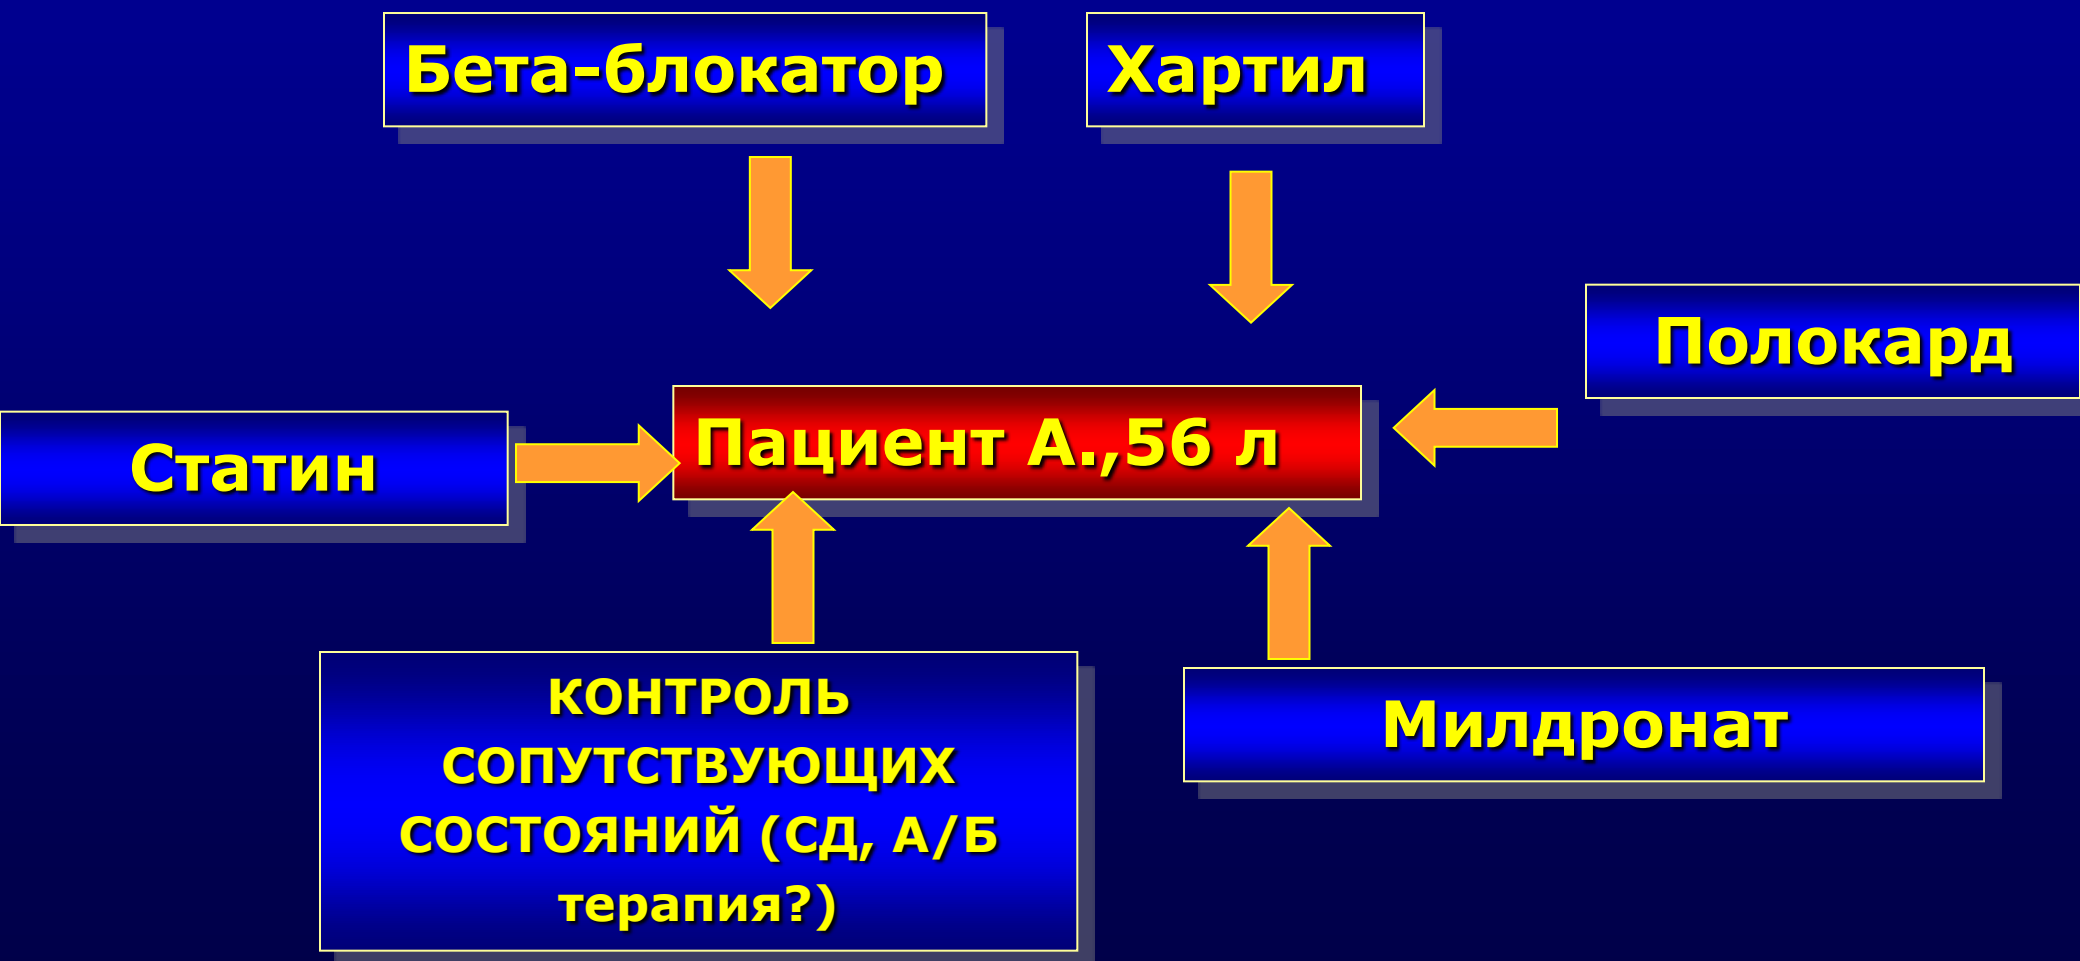 Бета-блокатор
Хартил
Полокард
Пациент А.,56 л
Статин
КОНТРОЛЬ
СОПУТСТВУЮЩИХ
СОСТОЯНИЙ (СД, А/Б
терапия?)
Милдронат